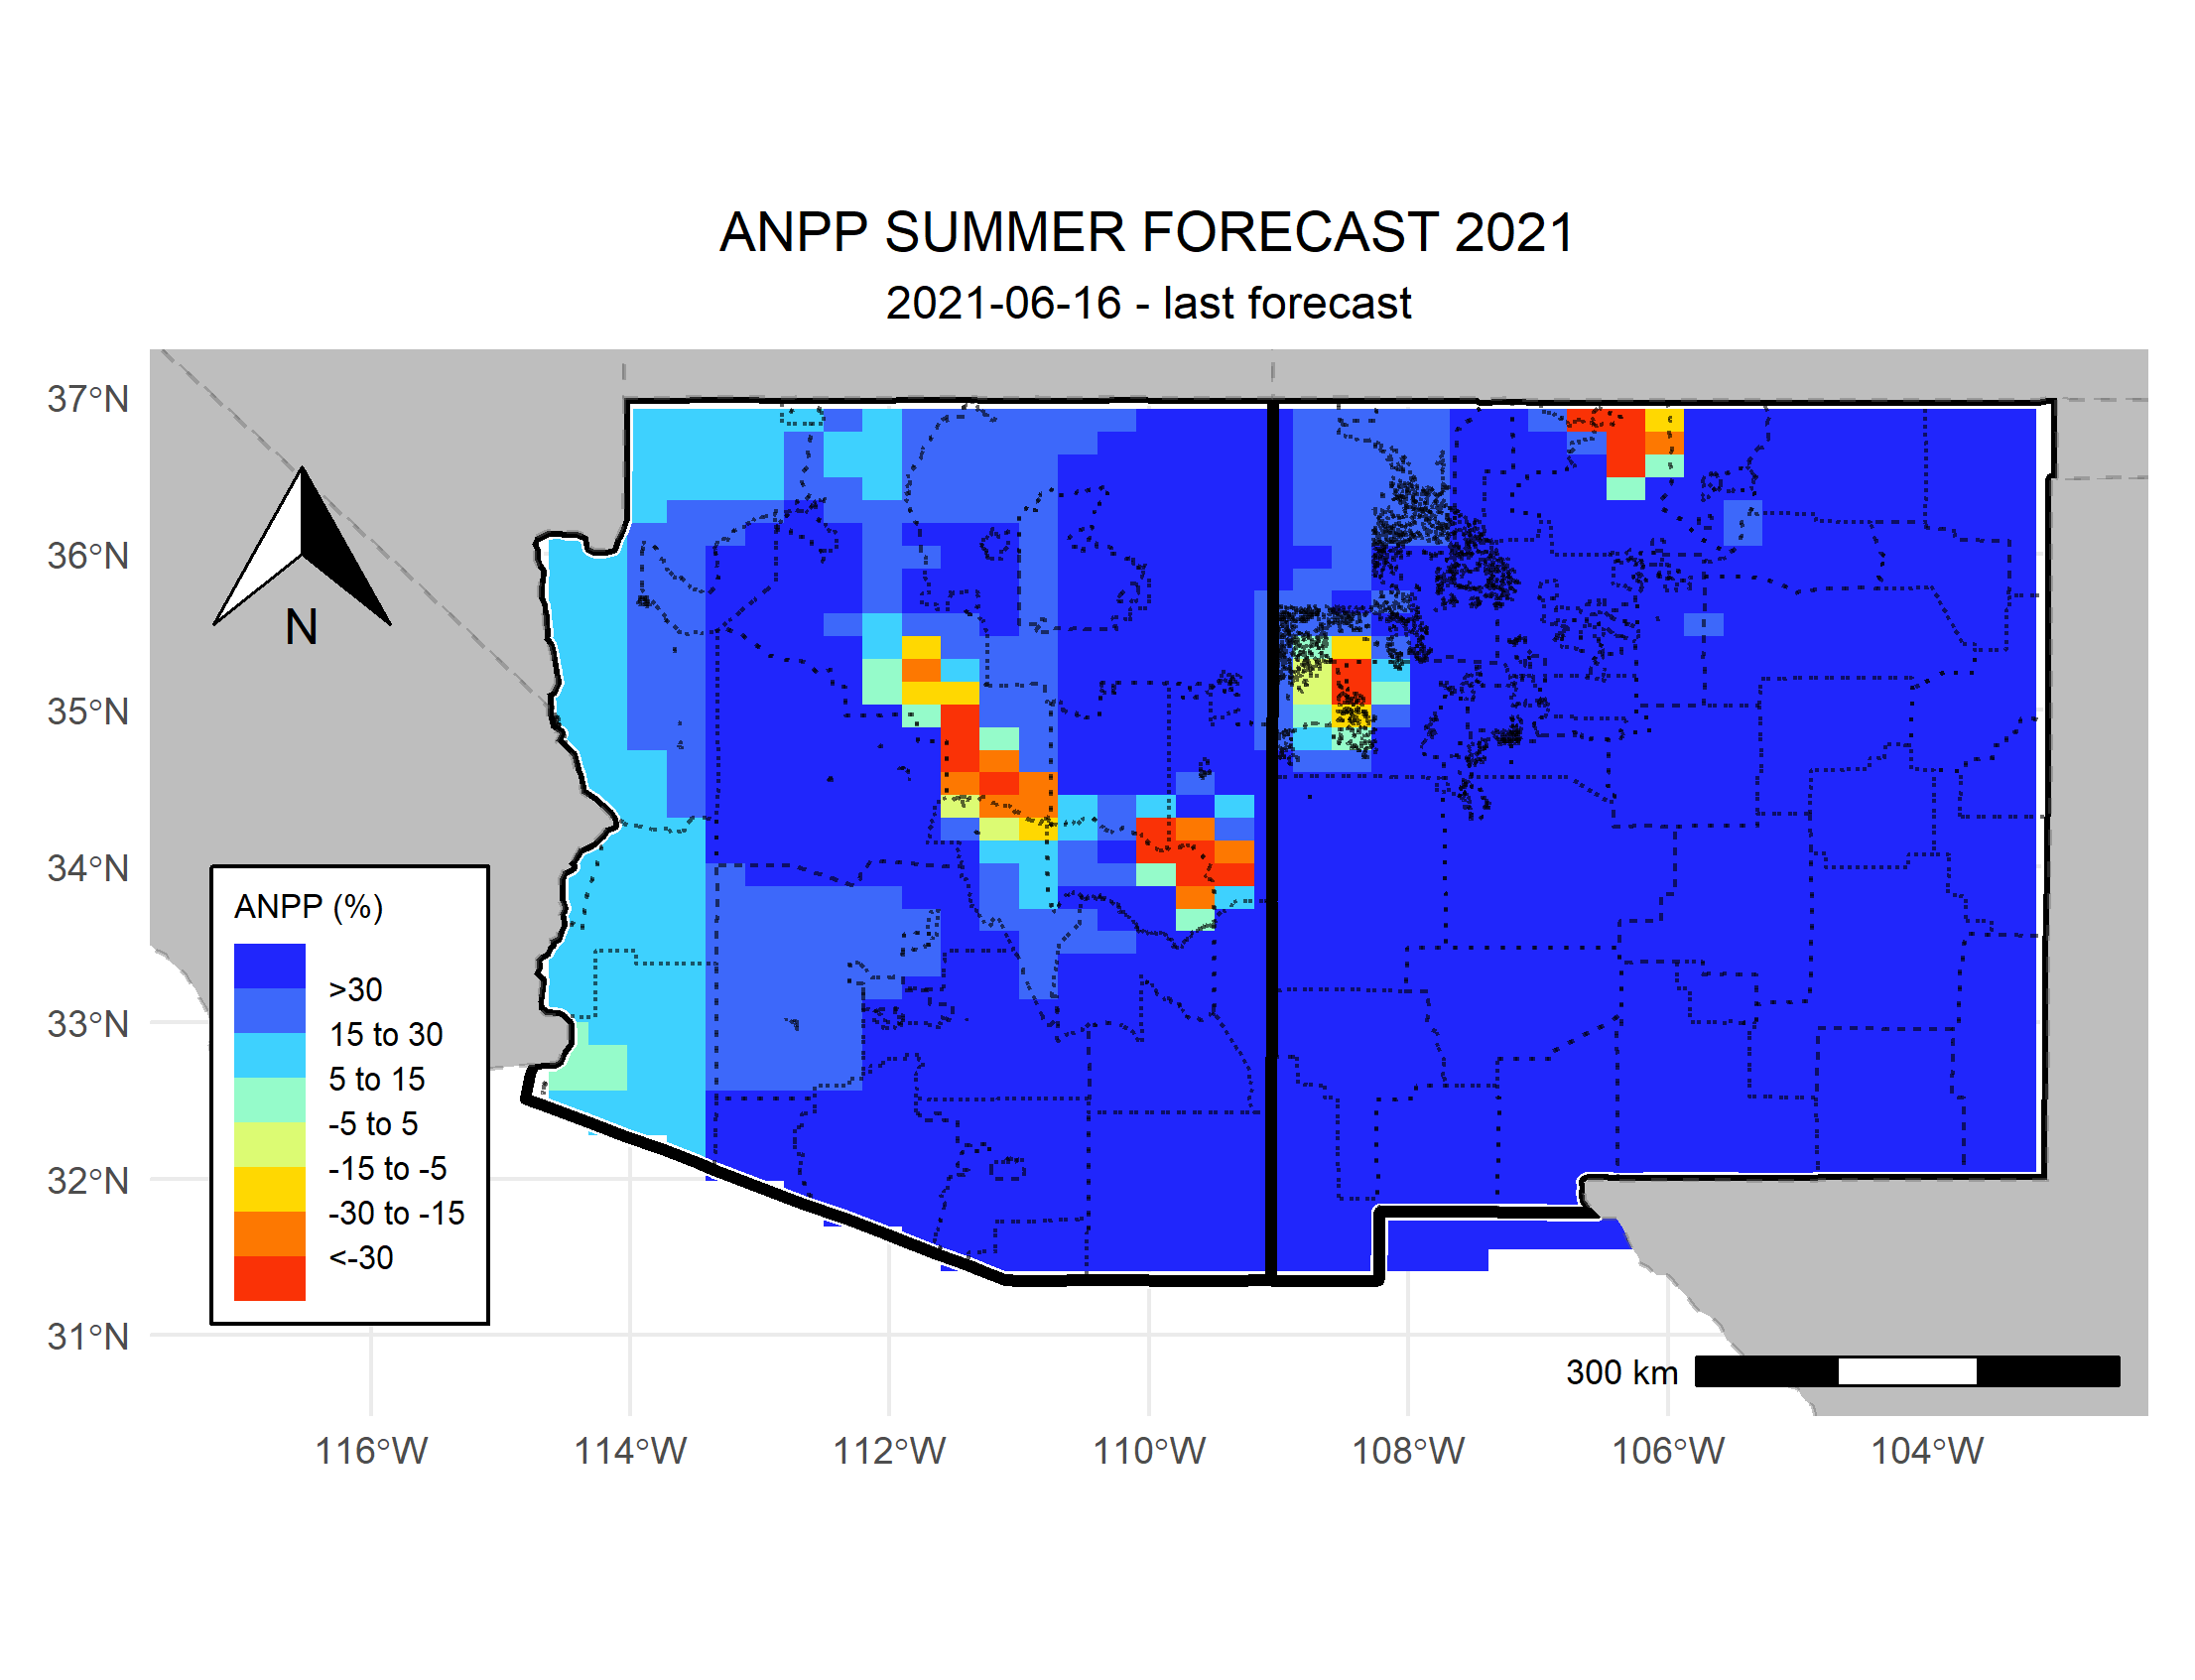 ANPP SUMMER FORECAST 2021
2021-06-16 - last forecast
37°N
36°N
35°N
34°N
33°N
32°N
31°N
N
ANPP (%)
>30
15 to 30
5 to 15
-5 to 5
-15 to -5
-30 to -15
<-30
300 km
116°W
114°W
112°W
110°W
108°W
106°W
104°W